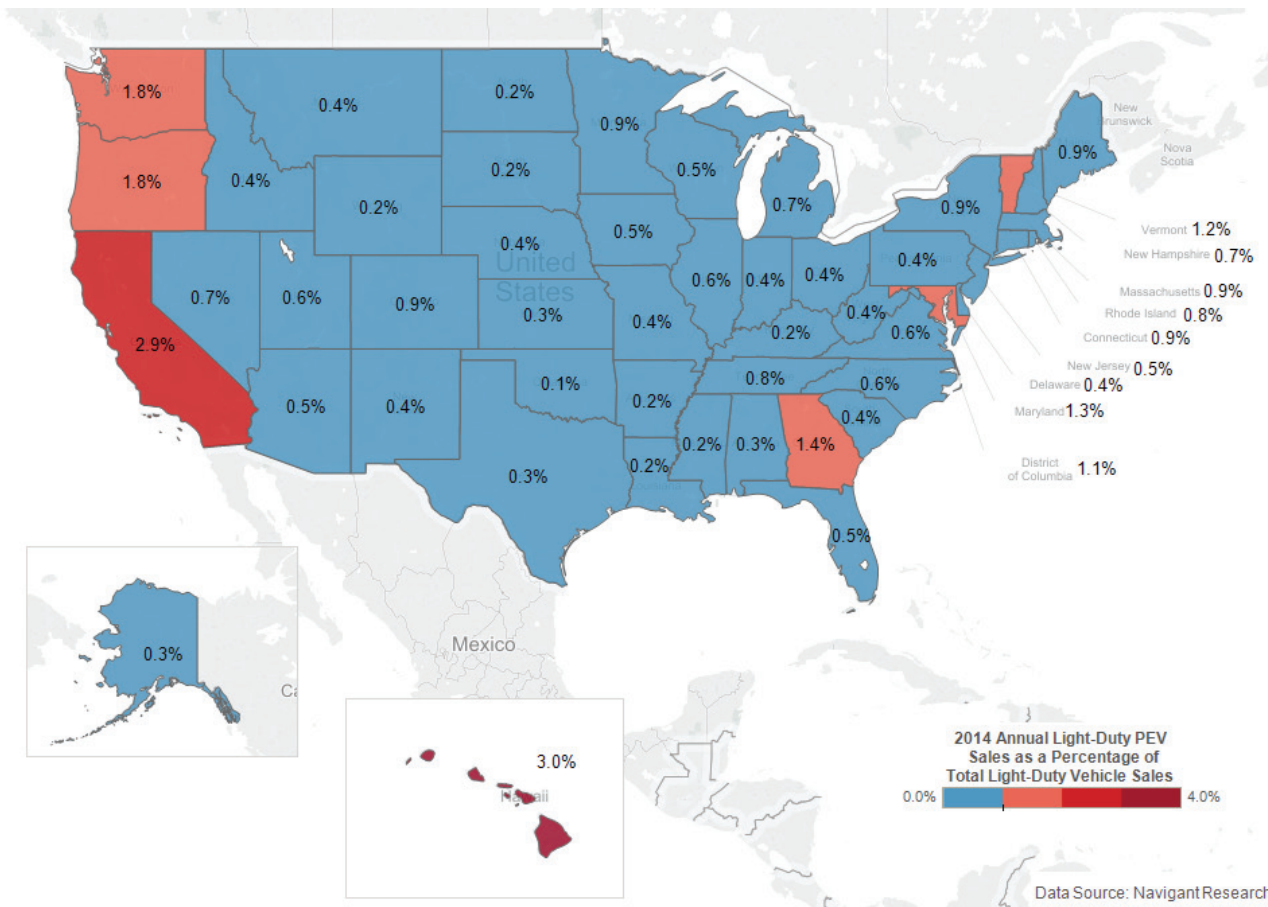 1.8%
0.4%
0.2%
0.9%
New
Brunswick
Nova
Scotia
0.9%
1.8%
0.4%
0.2%
0.2%
0.5%
0.7%
0.9%
Vermont 1.2%
New Hampshire 0.7%
Massachusetts 0.9%
Rhode Island 0.8%
Connecticut 0.9%
New Jersey 0.5%
Delaware 0.4%
Maryland 1.3%
District
of Columbia 1.1%
0.4%
0.5%
United
States
2.9%
0.7%
0.6%
0.9%
0.3%
0.4%
0.6%
0.4%
0.4%
0.4%
0.4%
0.6%
0.2%
0.5%
0.4%
0.1%
0.2%
0.8%
0.6%
0.4%
0.3%
0.2%
0.2%
0.3%
1.4%
0.5%
0.3%
Mexico
3.0%
Hawaii
2014 Annual Light-Duty PEV
Sales as a Percentage of
Total Light-Duty Vehicle Sales
0.0% 4.0%
Data Source: Navigant Research